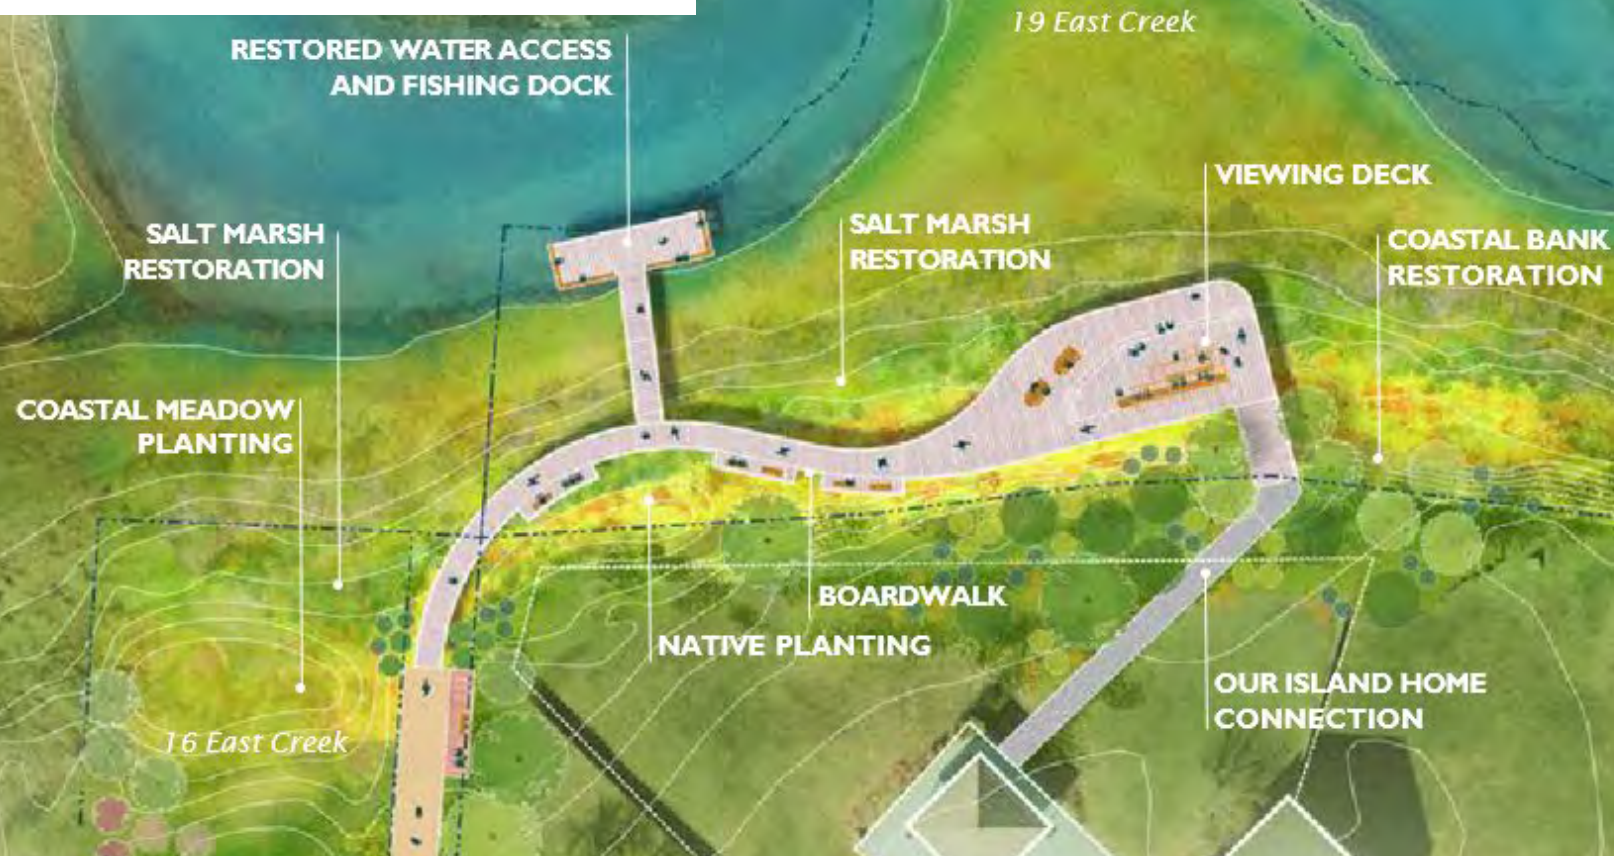 19 East Creek
RESTORED WATER ACCESS
AND FISHING DOCK
VIEWING DECK
SALT MARSH
RESTORATION
SALT MARSH
RESTORATION
COASTAL BANK
RESTORATION
COASTAL MEADOW
PLANTING
BOARDWALK
NATIVE PLANTING
OUR ISLAND HOME
CONNECTION
16 East Creek